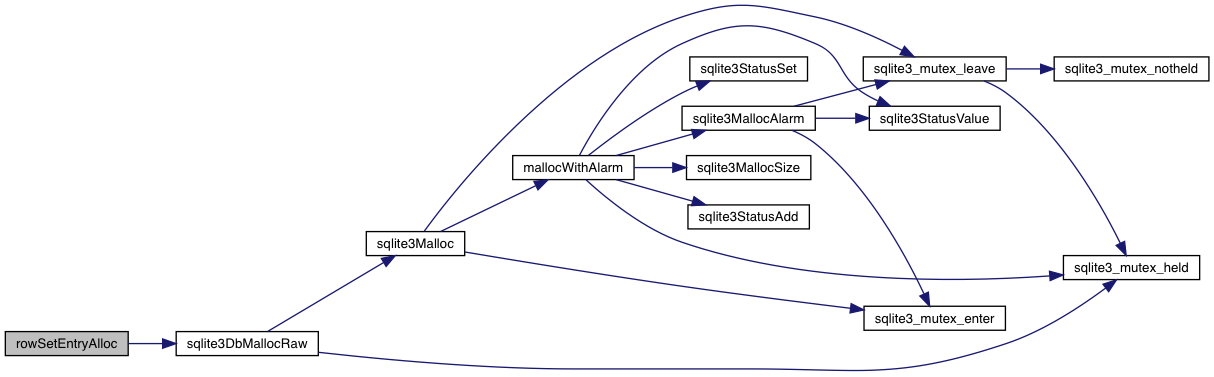 sqlite3_mutex_leave
sqlite3_mutex_notheld
sqlite3StatusSet
sqlite3MallocAlarm
sqlite3StatusValue
mallocWithAlarm
sqlite3MallocSize
sqlite3StatusAdd
sqlite3Malloc
sqlite3_mutex_held
sqlite3_mutex_enter
rowSetEntryAlloc
sqlite3DbMallocRaw